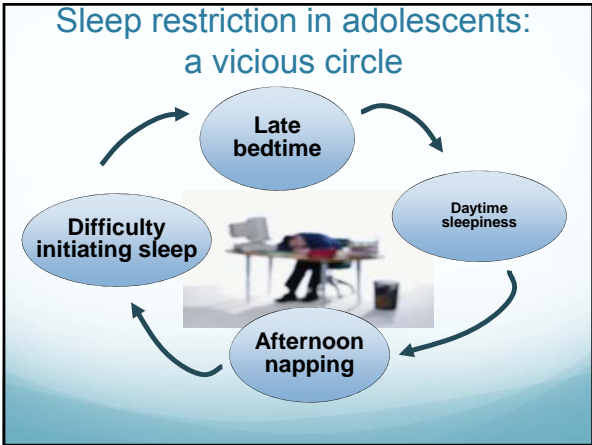 Sleep restriction in adolescents:
a vicious circle
Late
bedtime
Daytime
sleepiness
Afternoon
napping
Difficulty
initiating sleep